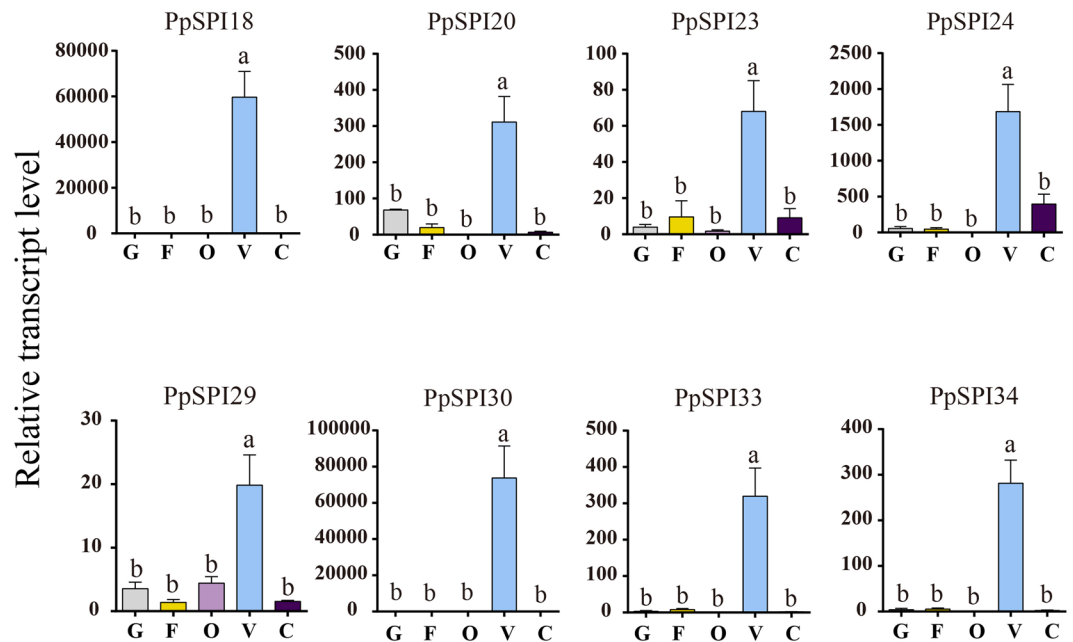 Relative transcript level
PpSPI18
80000
60000
40000
20000
0
b b b a b
G F O V C
PpSPI20
500
400
300
200
100
0
b b b a b
G F O V C
PpSPI23
100
80
60
40
20
0
b b b a b
G F O V C
PpSPI24
2500
2000
1500
1000
500
0
b b b a b
G F O V C
PpSPI29
30
20
10
0
b b b a b
G F O V C
PpSPI30
100000
80000
60000
40000
20000
0
b b b a b
G F O V C
PpSPI33
500
400
300
200
100
0
b b b a b
G F O V C
PpSPI34
400
300
200
100
0
b b b a b
G F O V C